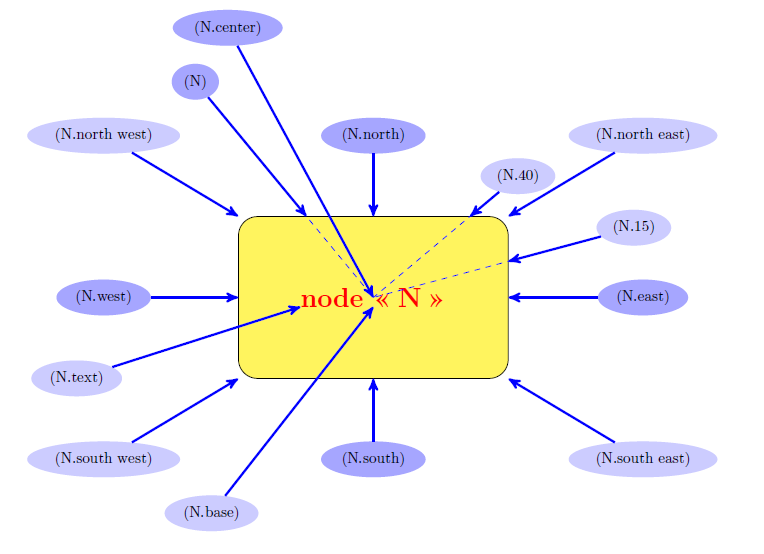 (N.center)
(N)
(N.north west)
(N.north)
(N.north east)
(N.40)
(N.15)
(N.west)
node « N »
(N.east)
(N.text)
(N.south west)
(N.south)
(N.south east)
(N.base)